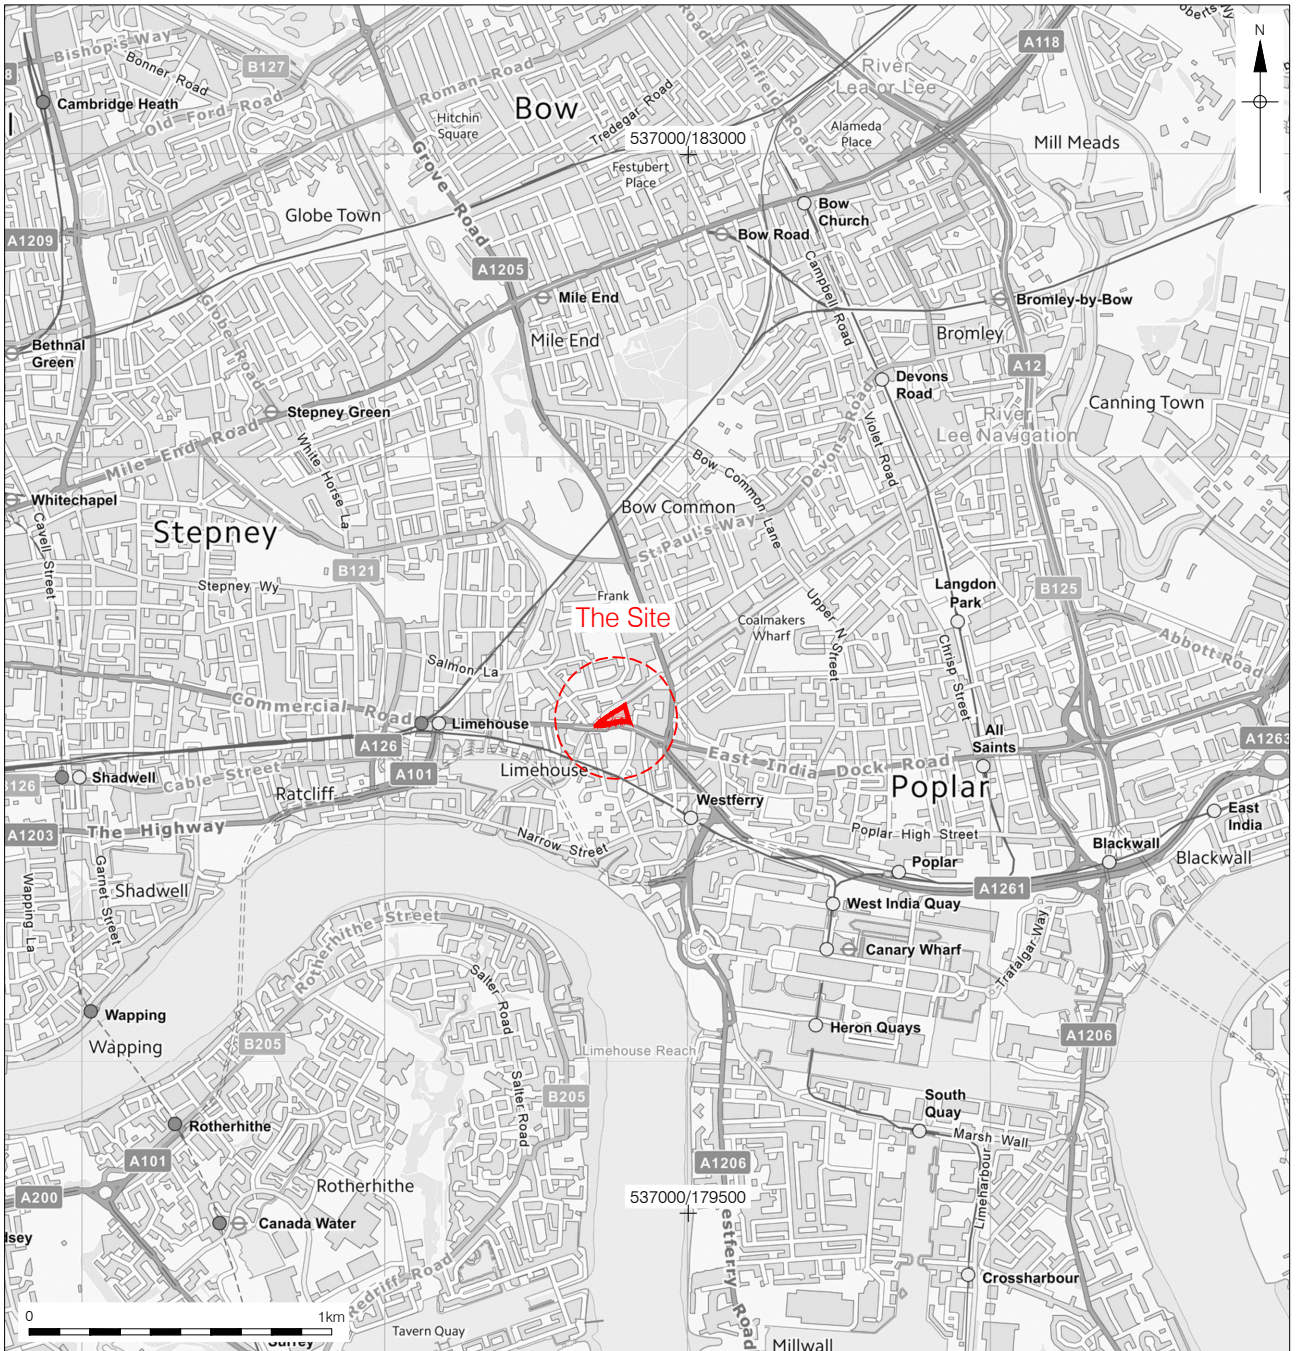 Bishop's Way
Bonner Road
B127
Cambridge Heath
Old Ford Road
Roman Road
Hitchin
Square
Bow
Tredegar Road
Road
Fairfield Road
River
Lea or Lee
A118
N
Alameda
Place
Mill Meads
537000/183000
Festubert
Place
Grove Road
Globe Town
A1209
Bow
Church
Bow Road
A1205
Mile End
Campbell Road
Bromley-by-Bow
Mile End
Bromley
Bethnal
Green
Globe Road
A12
Devons
Road
Stepney Green
Canning Town
River
Lee Navigation
Mile End Road
White Horse La
Devons Road
Violet Road
Bow Common Lane
Whitechapel
Cavell Street
Bow Common
Stepney
St Paul's Way
B121
Stepney Wy
Frank
Langdon
Park
B125
The Site
Coalmakers
Wharf
Upper N Street
Chrisp Street
Abbott Road
Salmon La
Commercial Road
Limehouse
A126
East India Dock Road
All
Saints
A1263
Shadwell
Cable Street
A101
Limehouse
126
Ratcliff
Poplar
Westferry
East
India
A1203
The Highway
Narrow Street
Poplar High Street
Blackwall
Blackwall
Garnet Street
Wapping La
Shadwell
Poplar
A1261
West India Quay
Rotherhithe Street
Canary Wharf
Trafalgar Way
Salter Road
Wapping
Wapping
Heron Quays
A1206
B205
Limehouse Reach
Salter Road
B205
South
Quay
Marsh Wall
Rotherhithe
A101
A1206
Limeharbour
Rotherhithe
A200
537000/179500
Canada Water
Redriff Road
Crossharbour
0
1km
Tavern Quay
Millwall